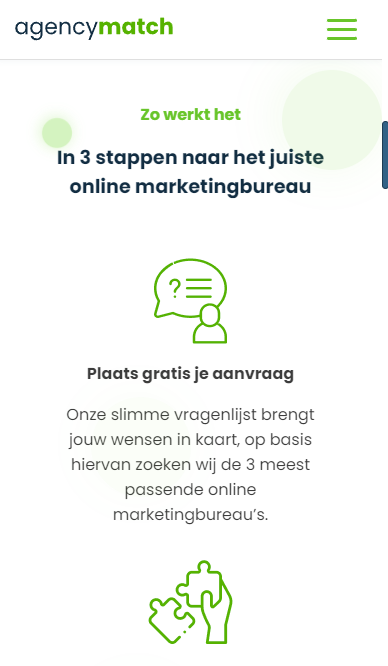 agencymatch
Zo werkt het
In 3 stappen naar het juiste
online marketingbureau
?
Plaats gratis je aanvraag
Onze slimme vragenlijst brengt
jouw wensen in kaart, op basis
hiervan zoeken wij de 3 meest
passende online
marketingbureau's.